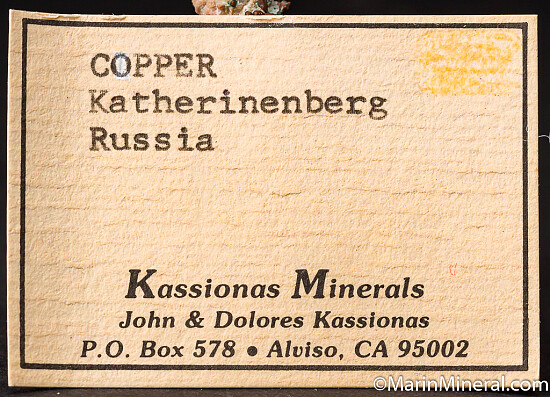 COPPER
Katherinenberg
Russia
Kassionas Minerals
John & Dolores Kassionas
P.O. Box 578 • Alviso, CA 95002
©MarinMineral.com